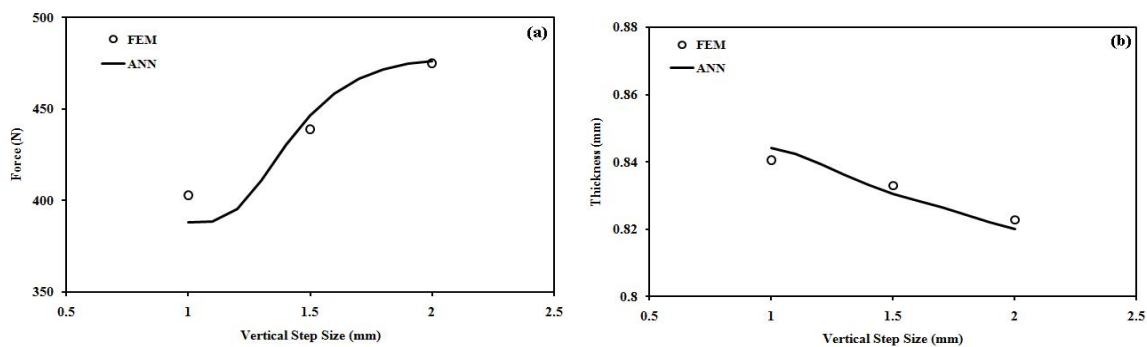 500
(a)
FEM
ANN
450
Force (N)
400
350
0.5 1 1.5 2 2.5
Vertical Step Size (mm)
0.88
(b)
FEM
ANN
0.86
Thickness (mm)
0.84
0.82
0.8
0.5 1 1.5 2 2.5
Vertical Step Size (mm)